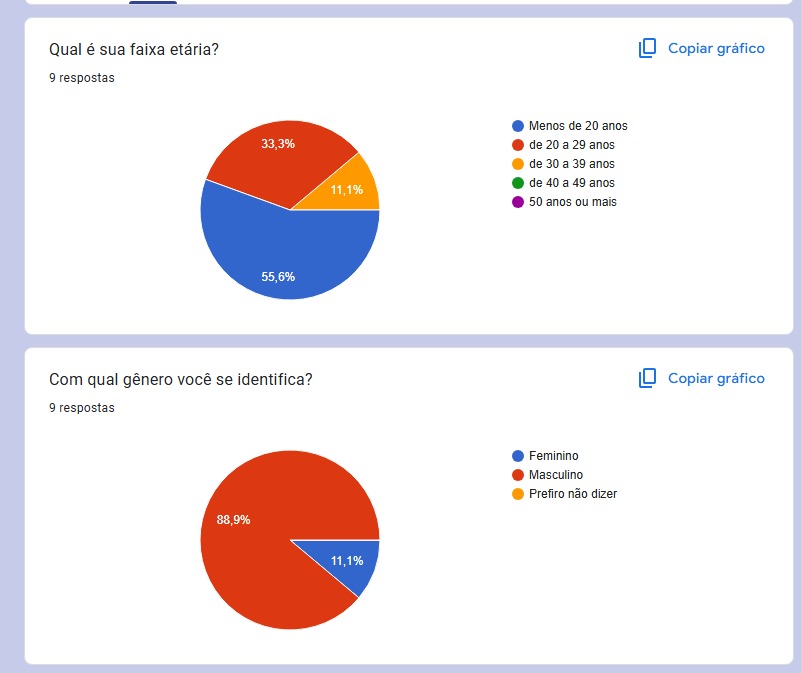 Qual é sua faixa etária?
Copiar gráfico
9 respostas
33,3%
11,1%
55,6%
Menos de 20 anos
de 20 a 29 anos
de 30 a 39 anos
de 40 a 49 anos
50 anos ou mais
Com qual gênero você se identifica?
Copiar gráfico
9 respostas
88,9%
11,1%
Feminino
Masculino
Prefiro não dizer